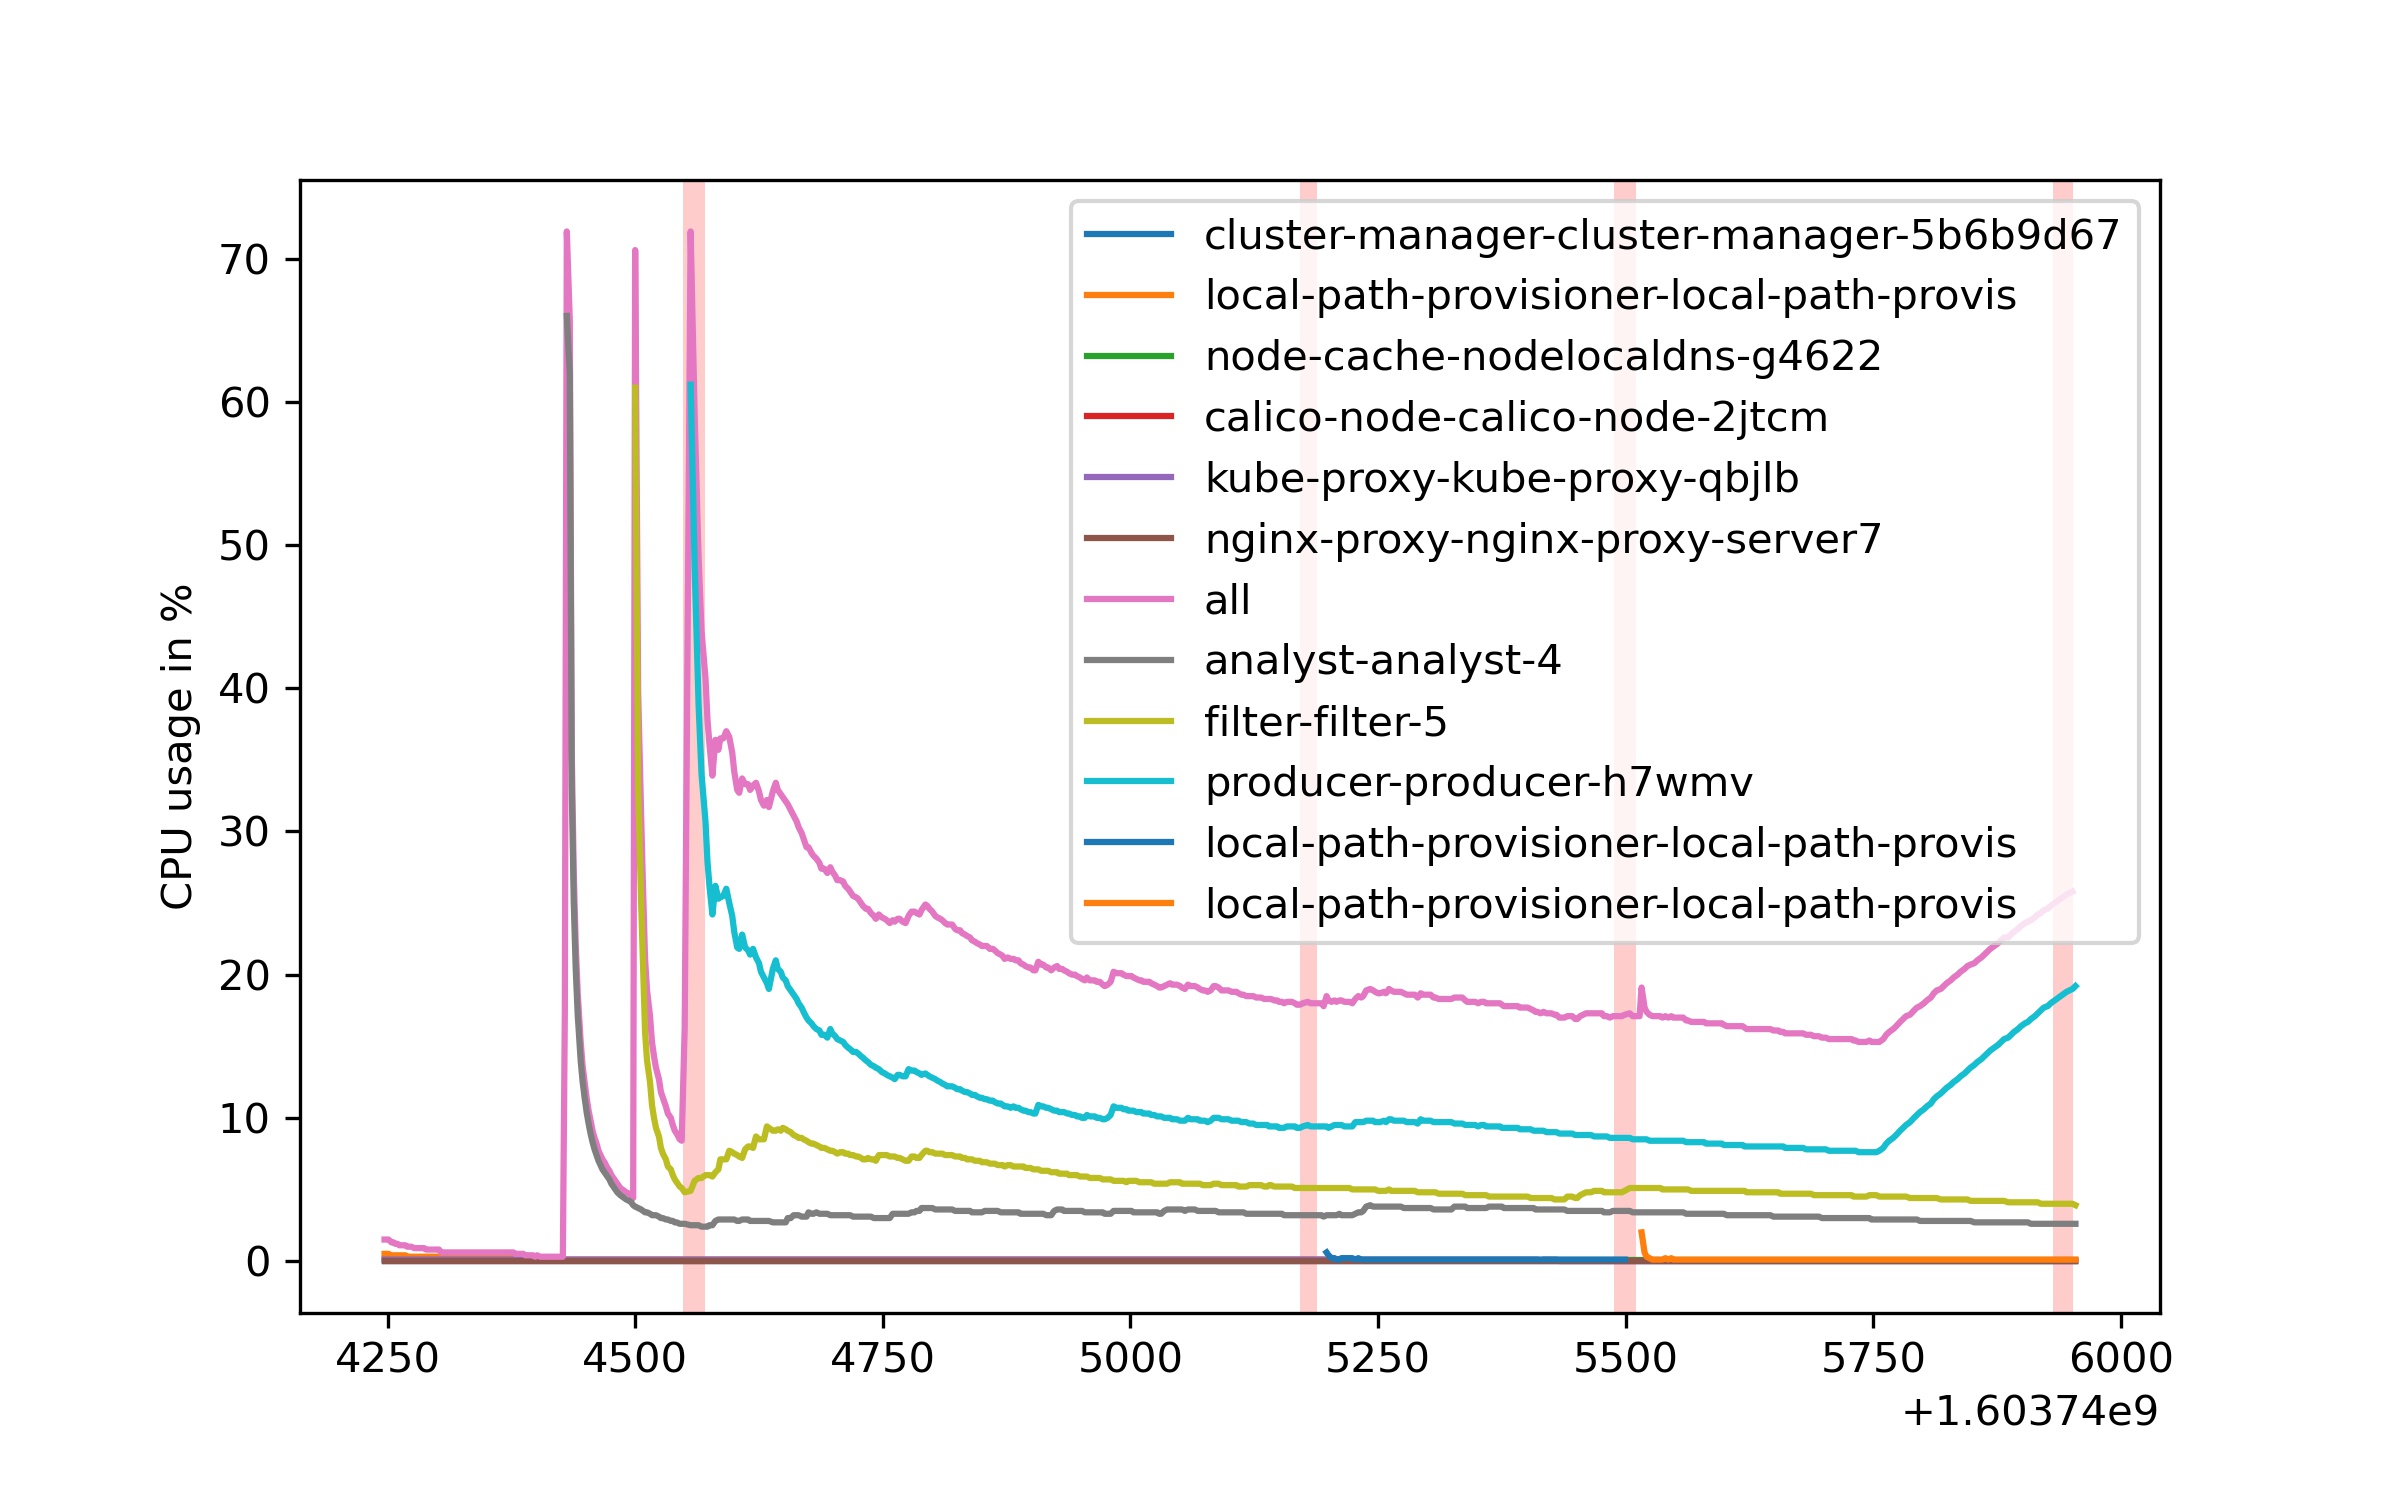 CPU usage in %
70
60
50
40
30
20
10
0
cluster-manager-cluster-manager-5b6b9d67
local-path-provisioner-local-path-provis
node-cache-nodelocaldns-g4622
calico-node-calico-node-2jtcm
kube-proxy-kube-proxy-qbjlb
nginx-proxy-nginx-proxy-server7
all
analyst-analyst-4
filter-filter-5
producer-producer-h7wmv
local-path-provisioner-local-path-provis
local-path-provisioner-local-path-provis
4250 4500 4750 5000 5250 5500 5750 6000
+1.60374e9